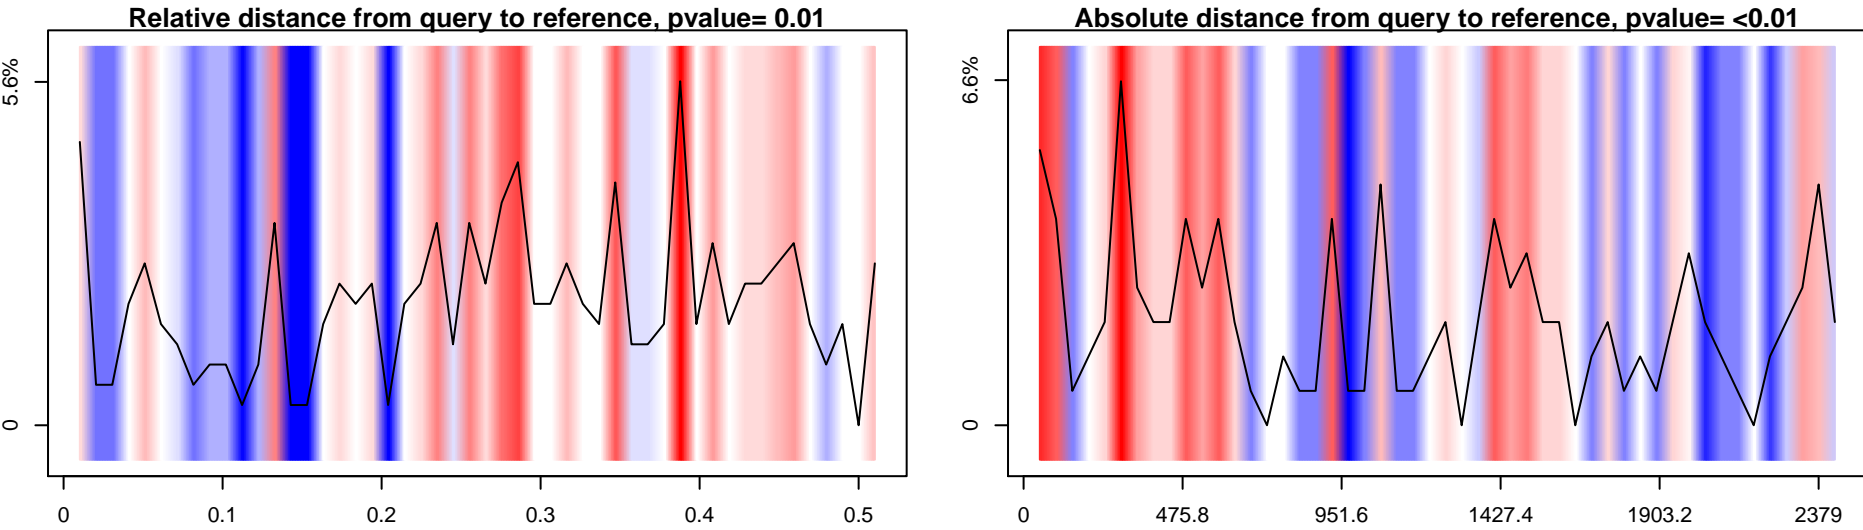 Relative distance from query to reference, pvalue= 0.01
5.6%
0
0 0.1 0.2 0.3 0.4 0.5
Absolute distance from query to reference, pvalue= <0.01
6.6%
0
0 475.8 951.6 1427.4 1903.2 2379